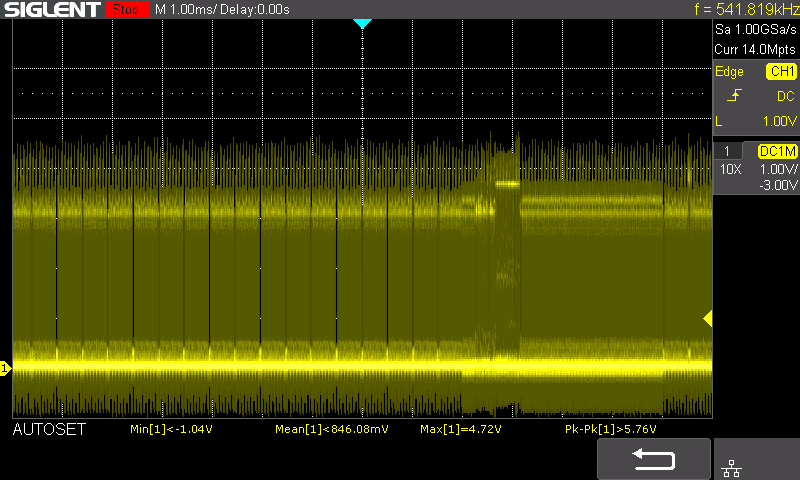 SIGLENT Stop M 1.00ms/ Delay:0.00s f = 541.819kHz
Sa 1.00GSa/s
Curr 14.0Mpts
Edge CH1
DC
L 1.00V
1 DC1M
10X 1.00V/
-3.00V
1
AUTOSET Min[1]<-1.04V Mean[1]<846.08mV Max[1]=4.72V Pk-Pk[1]>5.76V